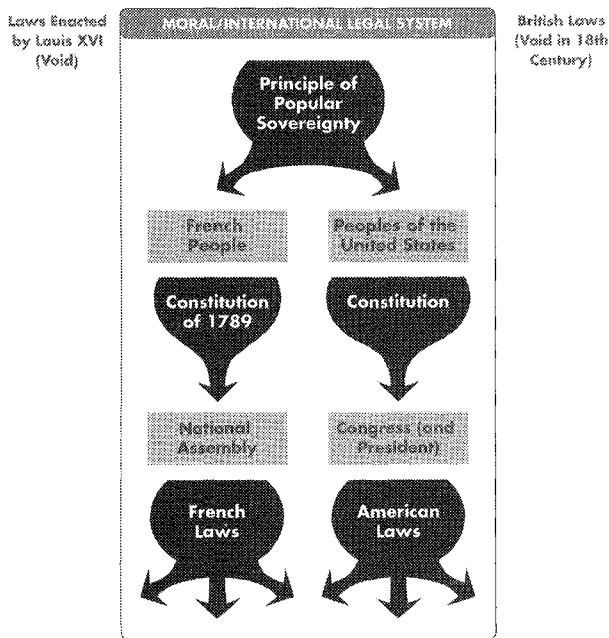 Laws Enacted
by Louis XVI
(Void)
MORAL/INTERNATIONAL LEGAL SYSTEM
British Laws
(Void in 18th
Century)
Principle of
Popular
Sovereignty
French
People
Peoples of the
United States
Constitution
of 1789
Constitution
National
Assembly
Congress (and
President)
French
Laws
American
Laws